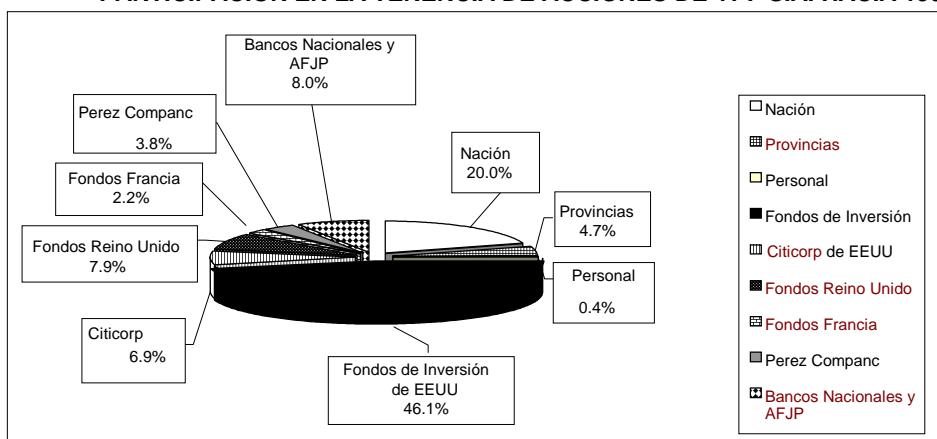 Bancos Nacionales y
AFJP
8.0%
Perez Companc
3.8%
Nación
20.0%
Fondos Francia
2.2%
Provincias
4.7%
Fondos Reino Unido
7.9%
Personal
0.4%
Citicorp
6.9%
Fondos de Inversión
de EEUU
46.1%
Nación
Provincias
Personal
Fondos de Inversión
Citicorp de EEUU
Fondos Reino Unido
Fondos Francia
Perez Companc
Bancos Nacionales y
AFJP